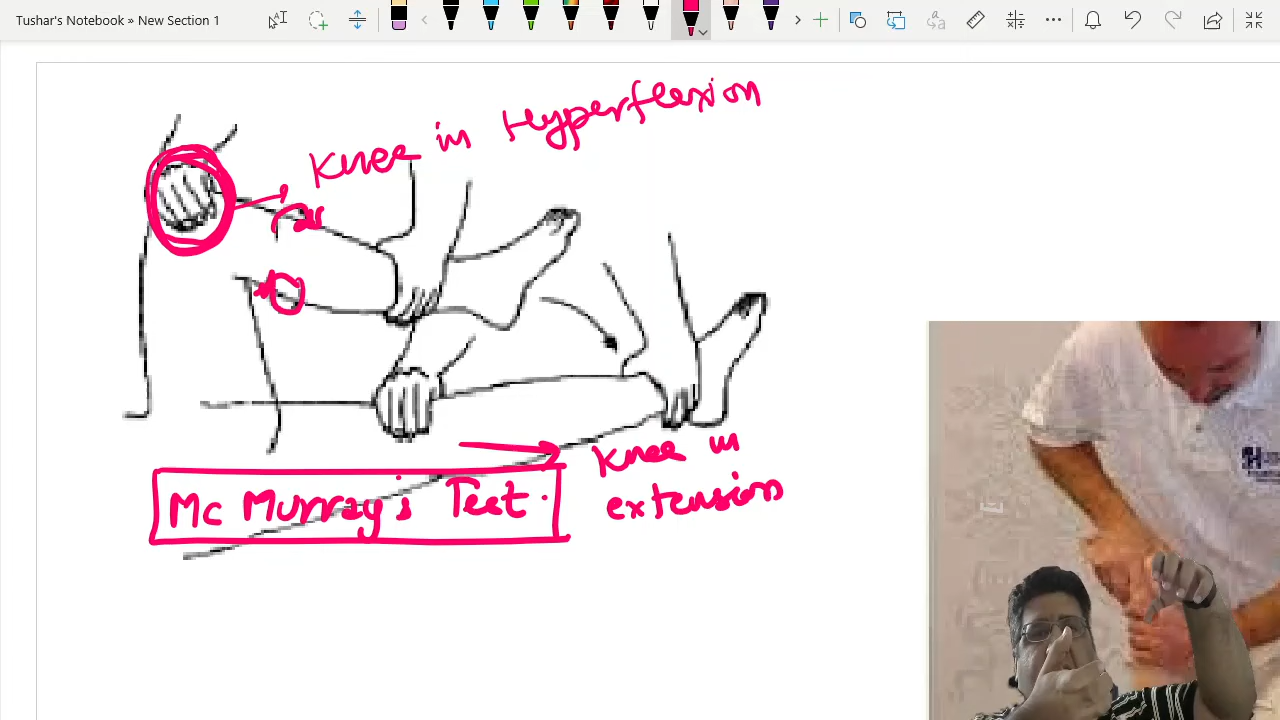 Tushar's Notebook » New Section 1
Knee in Hyperflexion
Knee in
extension
Mc Murray's Test.